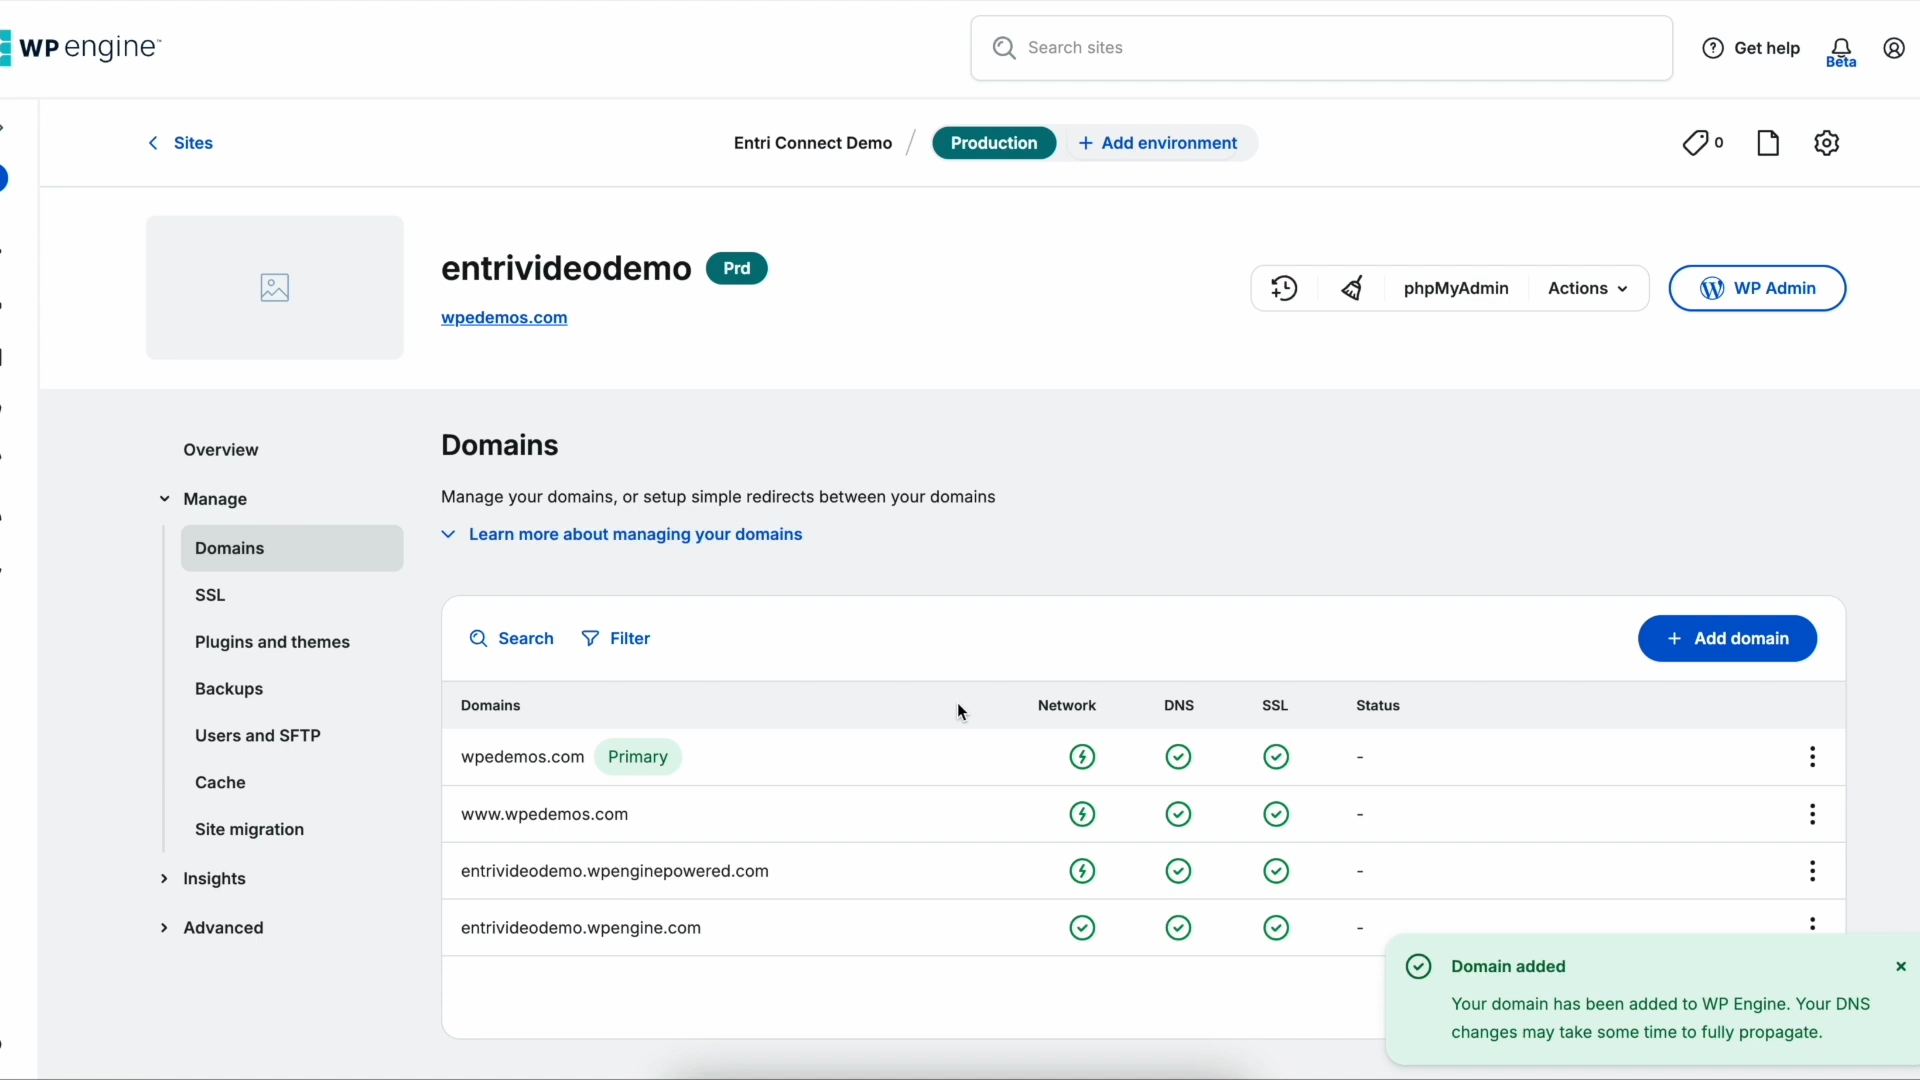 WP engine™
Search sites
Get help
Beta
Sites
Entri Connect Demo / Production + Add environment
0
entrivideodemo Prd
wpedemos.com
phpMyAdmin
Actions
WP Admin
Overview
Manage
Domains
SSL
Plugins and themes
Backups
Users and SFTP
Cache
Site migration
Insights
Advanced
Domains
Manage your domains, or setup simple redirects between your domains
Learn more about managing your domains
Search Filter + Add domain
Domains Network DNS SSL Status
wpedemos.com Primary -
www.wpedemos.com -
entrivideodemo.wpenginepowered.com -
entrivideodemo.wpengine.com -
Domain added
Your domain has been added to WP Engine. Your DNS
changes may take some time to fully propagate.